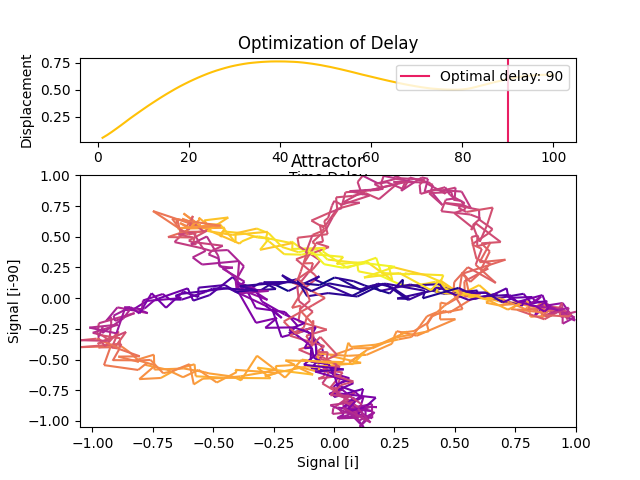 Optimization of Delay
Displacement
0.75
0.50
0.25
Optimal delay: 90
0 20 40 60 80 100
Time Delay
Attractor
Signal [i-90]
1.00
0.75
0.50
0.25
0.00
−0.25
−0.50
−0.75
−1.00
−1.00 −0.75 −0.50 −0.25 0.00 0.25 0.50 0.75 1.00
Signal [i]